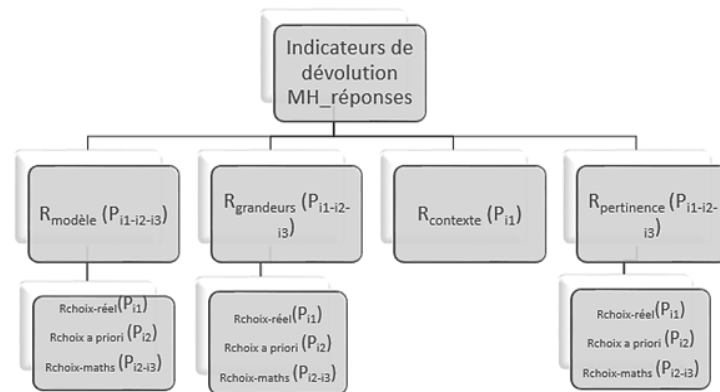 Indicateurs de
dévolution
MH_réponses
Rmodèle (Pi1-i2-i3)
Rgrandeurs (Pi1-i2-
i3)
Rcontexte (Pi1)
Rpertinence (Pi1-i2-
i3)
Rchoix-réel(Pi1)
Rchoix a priori (Pi2)
Rchoix-maths (Pi2-i3)
Rchoix-réel(Pi1)
Rchoix a priori (Pi2)
Rchoix-maths (Pi2-i3)
Rchoix-réel(Pi1)
Rchoix a priori (Pi2)
Rchoix-maths (Pi2-i3)